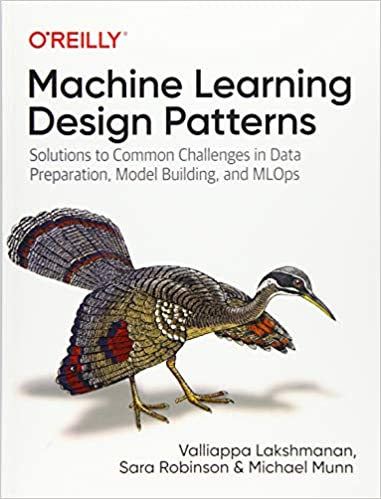 O'REILLY®
Machine Learning
Design Patterns
Solutions to Common Challenges in Data
Preparation, Model Building, and MLOps
Valliappa Lakshmanan,
Sara Robinson & Michael Munn